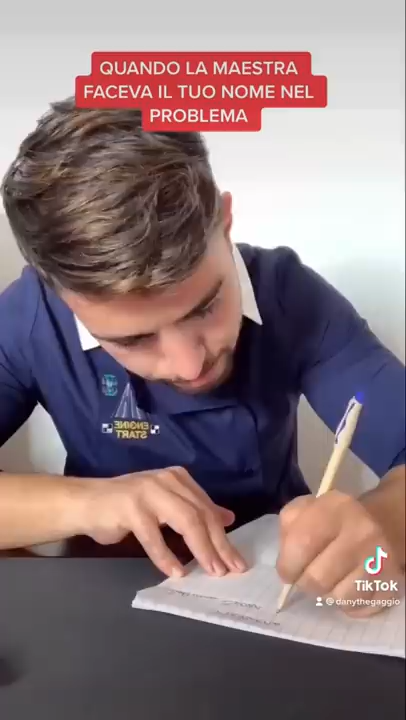 QUANDO LA MAESTRA
FACEVA IL TUO NOME NEL
PROBLEMA
ENGINE
START
TikTok
@danythegaggio